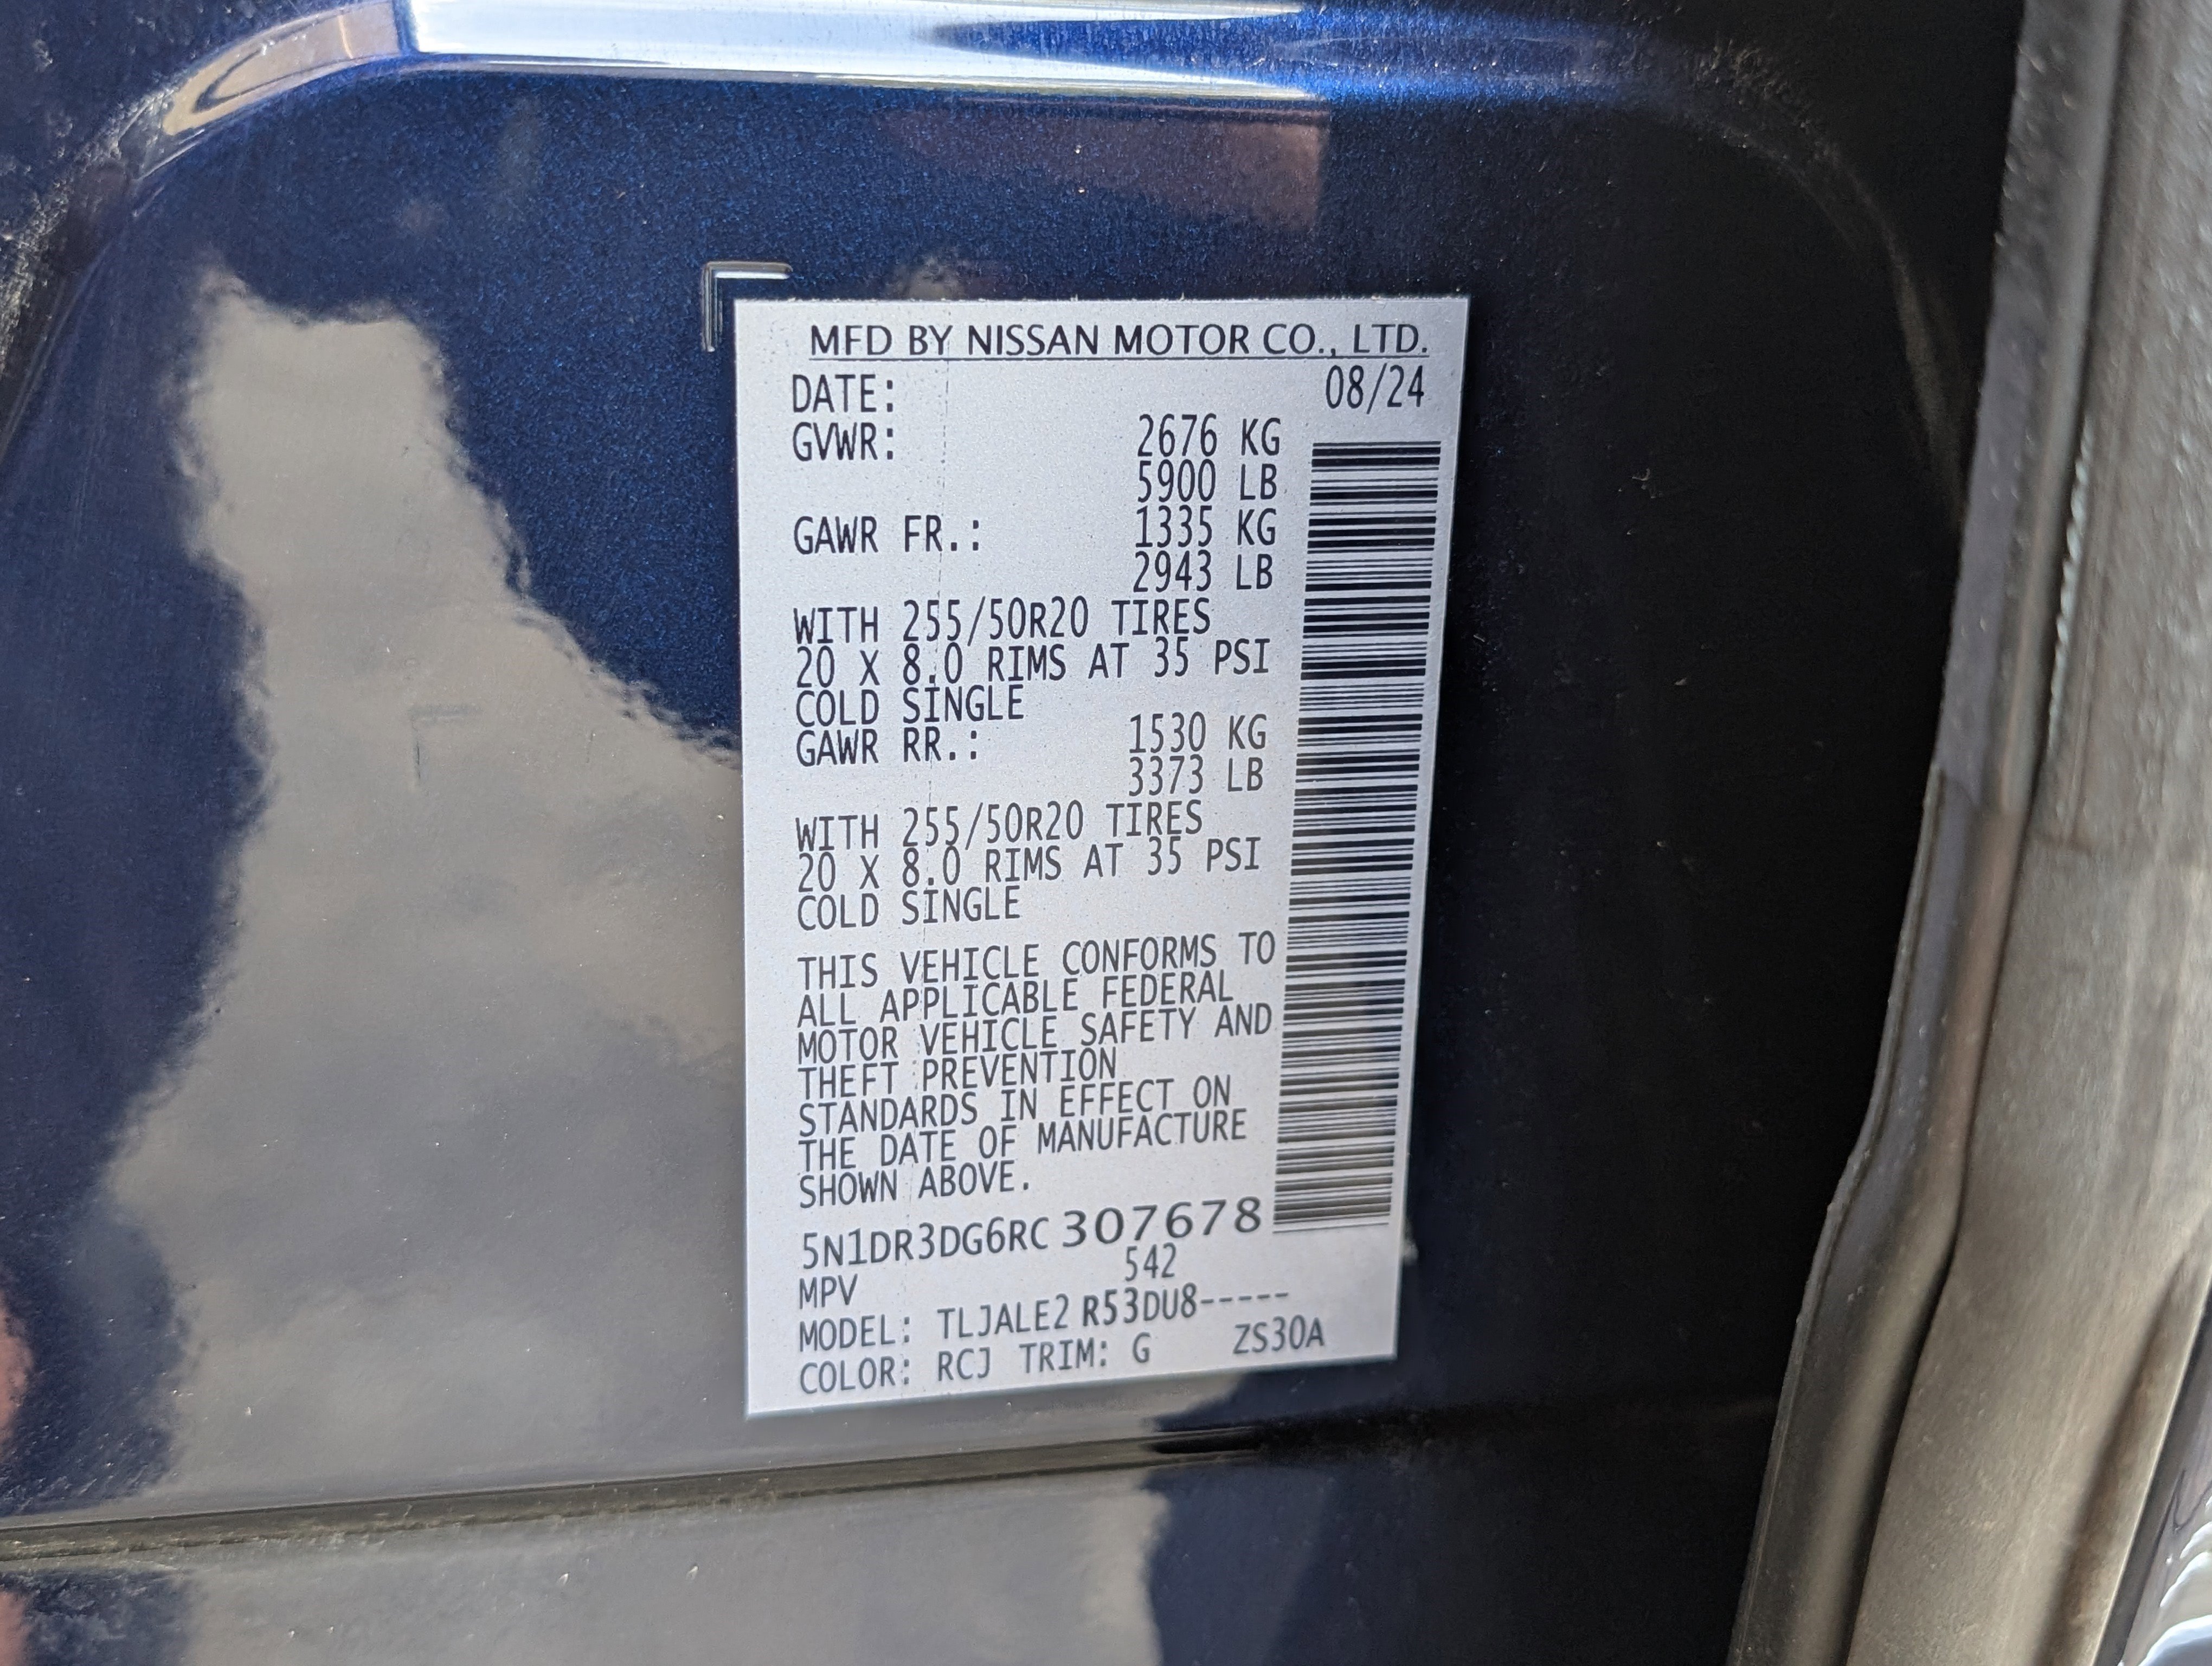 MFD BY NISSAN MOTOR CO., LTD.
DATE: 08/24
GVWR: 2676 KG
5900 LB
GAWR FR.: 1335 KG
2943 LB
WITH 255/50R20 TIRES
20 X 8.0 RIMS AT 35 PSI
COLD SINGLE
GAWR RR.: 1530 KG
3373 LB
WITH 255/50R20 TIRES
20 X 8.0 RIMS AT 35 PSI
COLD SINGLE
THIS VEHICLE CONFORMS TO
ALL APPLICABLE FEDERAL
MOTOR VEHICLE SAFETY AND
THEFT PREVENTION
STANDARDS IN EFFECT ON
THE DATE OF MANUFACTURE
SHOWN ABOVE.
5N1DR3DG6RC 307678
MPV 542
MODEL: TLJALE2 R53DU8-----
COLOR: RCJ TRIM: G ZS30A